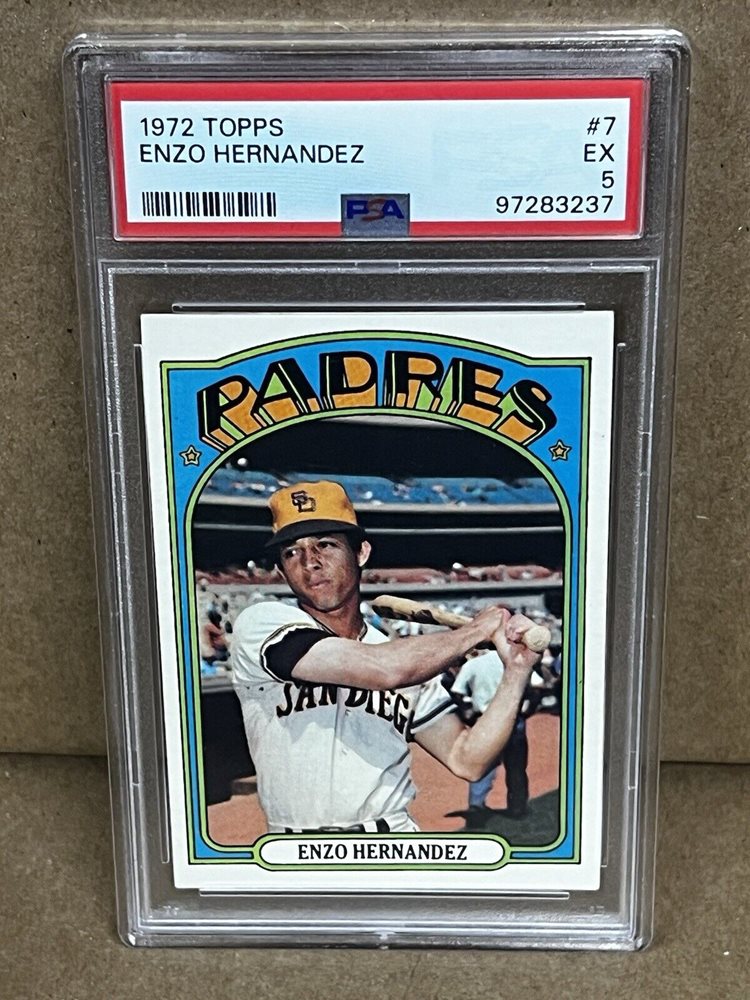 1972 TOPPS #7
ENZO HERNANDEZ EX
5
PSA 97283237
PADRES
SD
SAN DIEGO
ENZO HERNANDEZ